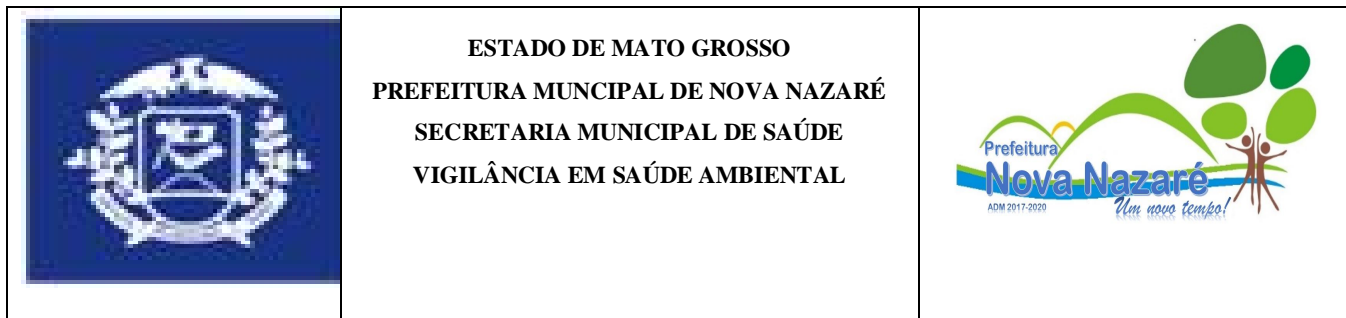 ESTADO DE MATO GROSSO
PREFEITURA MUNCIPAL DE NOVA NAZARÉ
SECRETARIA MUNICIPAL DE SAÚDE
VIGILÂNCIA EM SAÚDE AMBIENTAL
Prefeitura
Nova Nazaré
ADM 2017-2020
Um novo tempo!